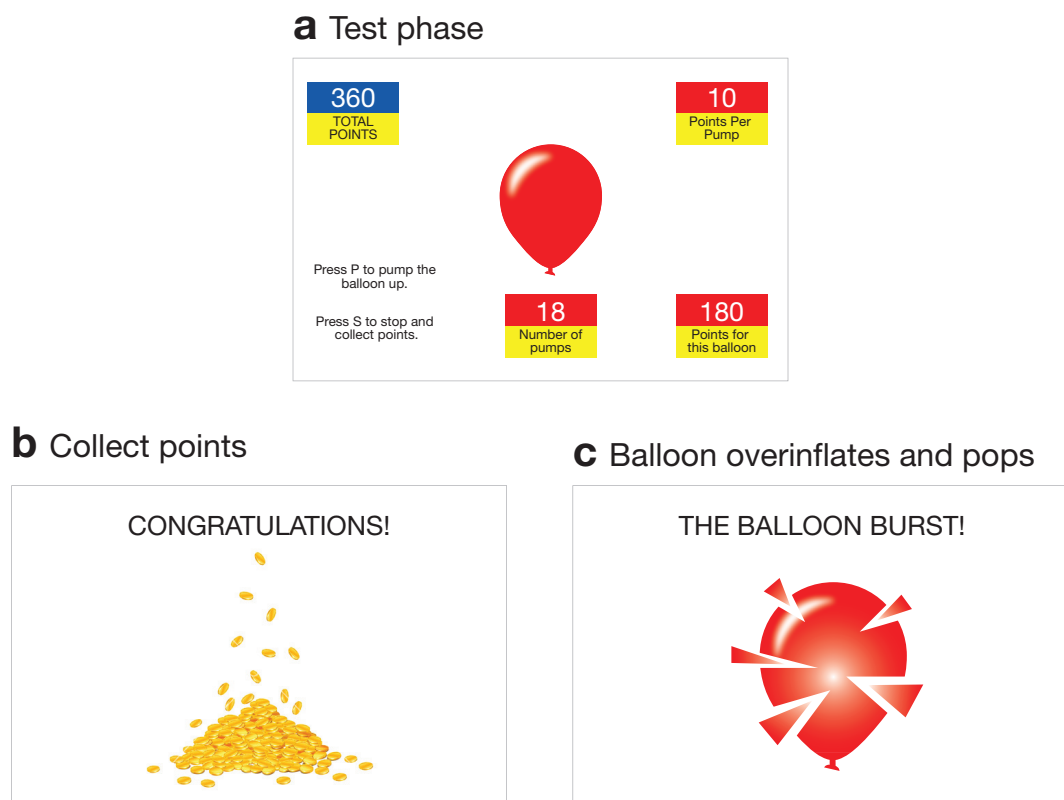 a Test phase
360
TOTAL
POINTS
10
Points Per
Pump
Press P to pump the
balloon up.
Press S to stop and
collect points.
18
Number of
pumps
180
Points for
this balloon
b Collect points
CONGRATULATIONS!
c Balloon overinflates and pops
THE BALLOON BURST!